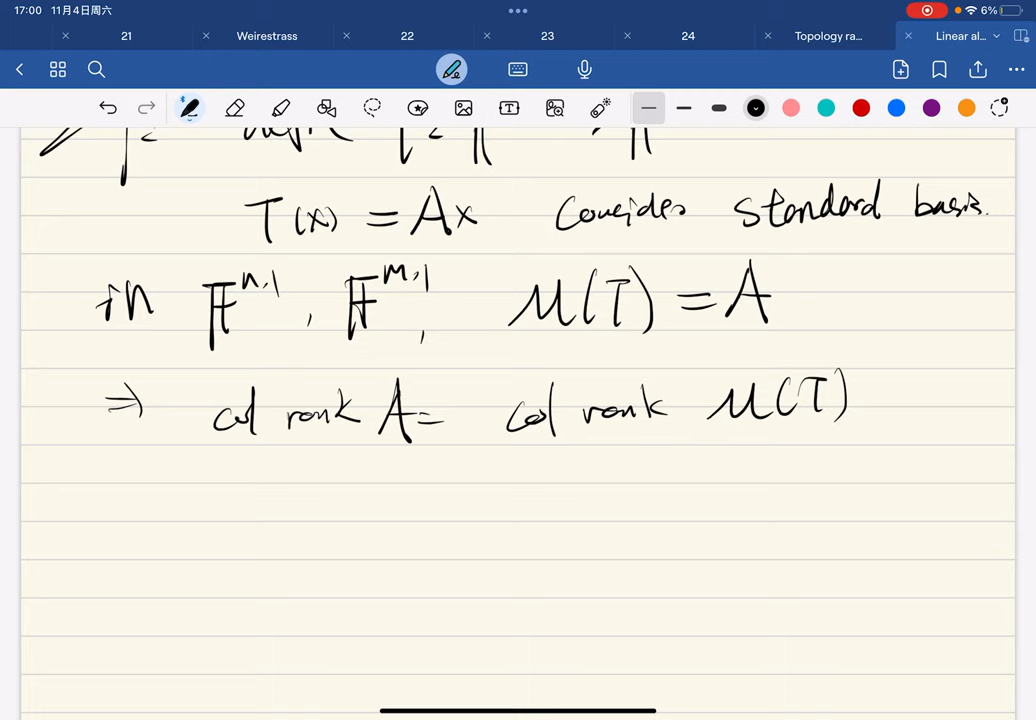 17:00 11月4日周六 6%
21 Weirestrass 22 23 24 Topology ra... Linear al...
T(x) = Ax Consider standard basis.
in 𝔽^{n,1}, 𝔽^{m,1}, M(T) = A
⇒ col rank A = col rank M(T)